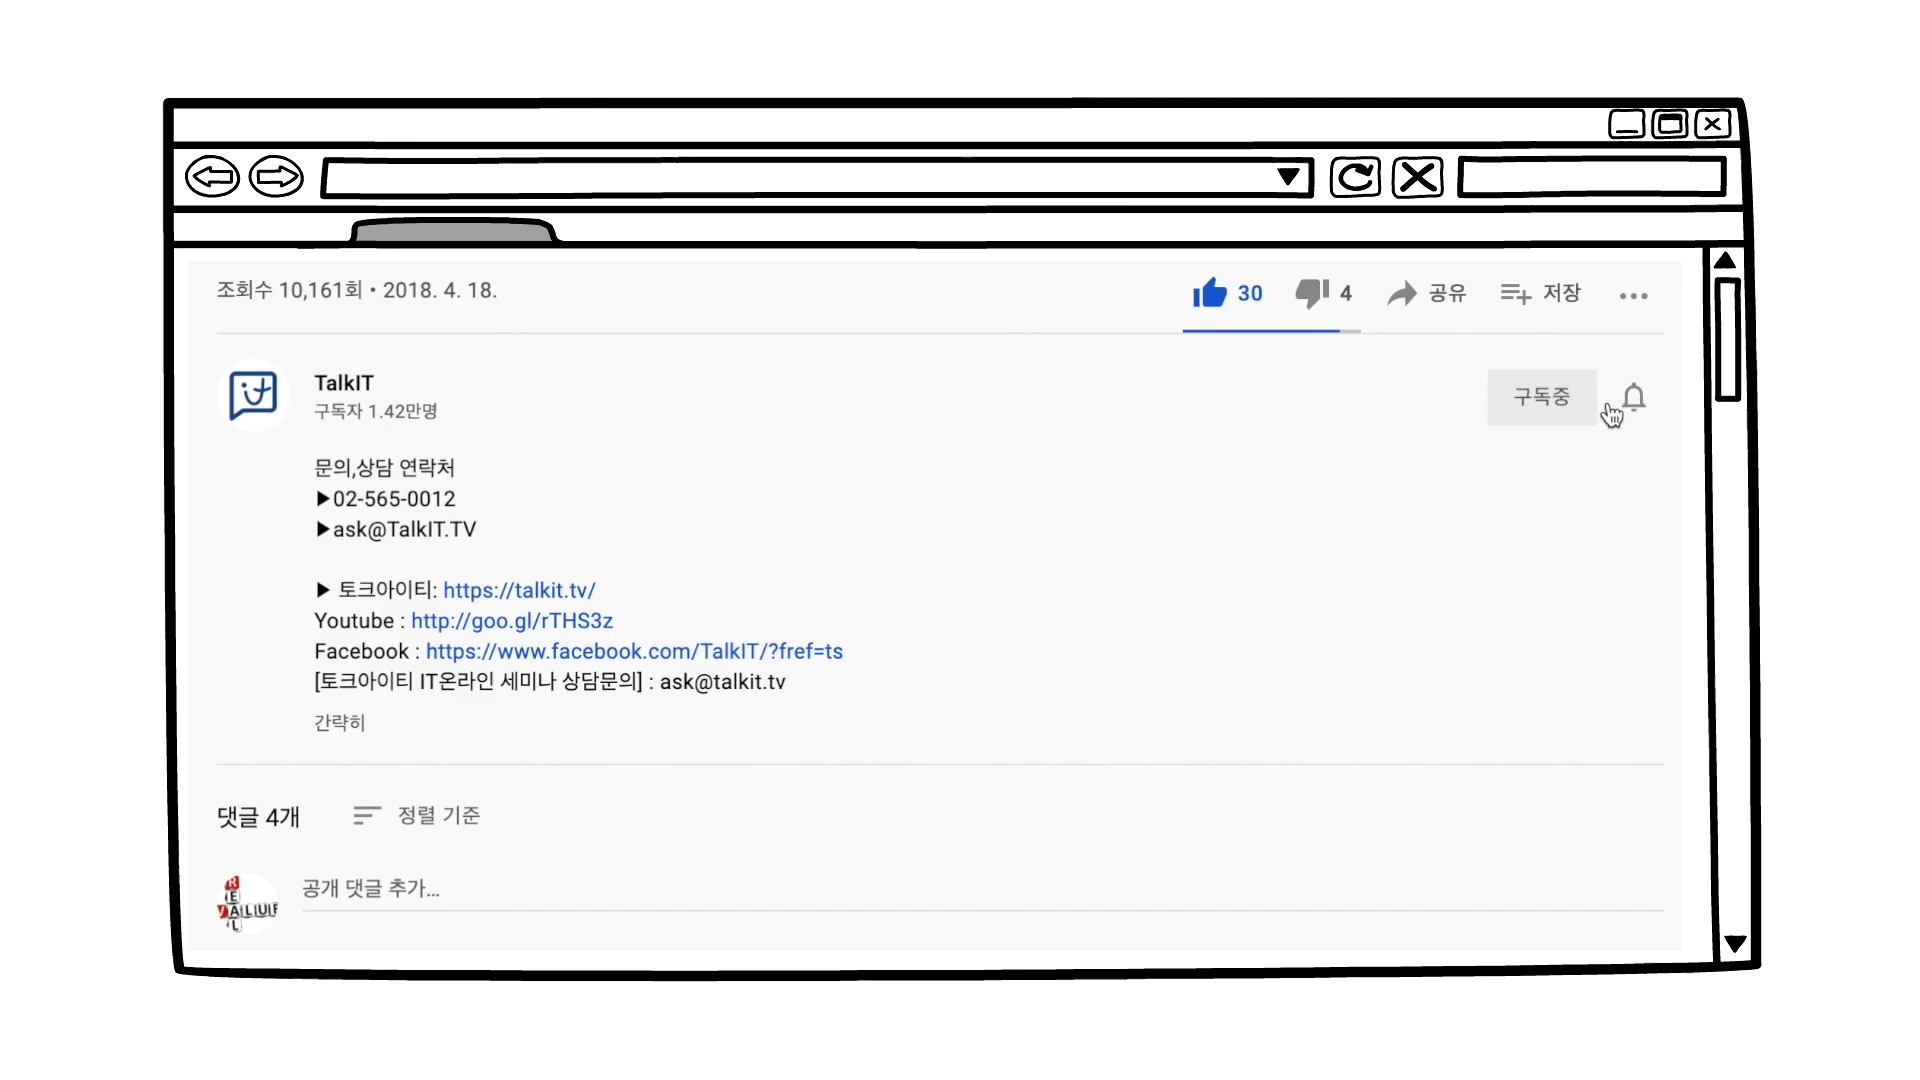 조회수 10,161회 • 2018. 4. 18.
30
4
공유
저장
TalkIT
구독자 1.42만명
구독중
문의,상담 연락처
▶02-565-0012
▶ask@TalkIT.TV
▶ 토크아이티: https://talkit.tv/
Youtube : http://goo.gl/rTHS3z
Facebook : https://www.facebook.com/TalkIT/?fref=ts
[토크아이티 IT온라인 세미나 상담문의] : ask@talkit.tv
간략히
댓글 4개
정렬 기준
공개 댓글 추가...